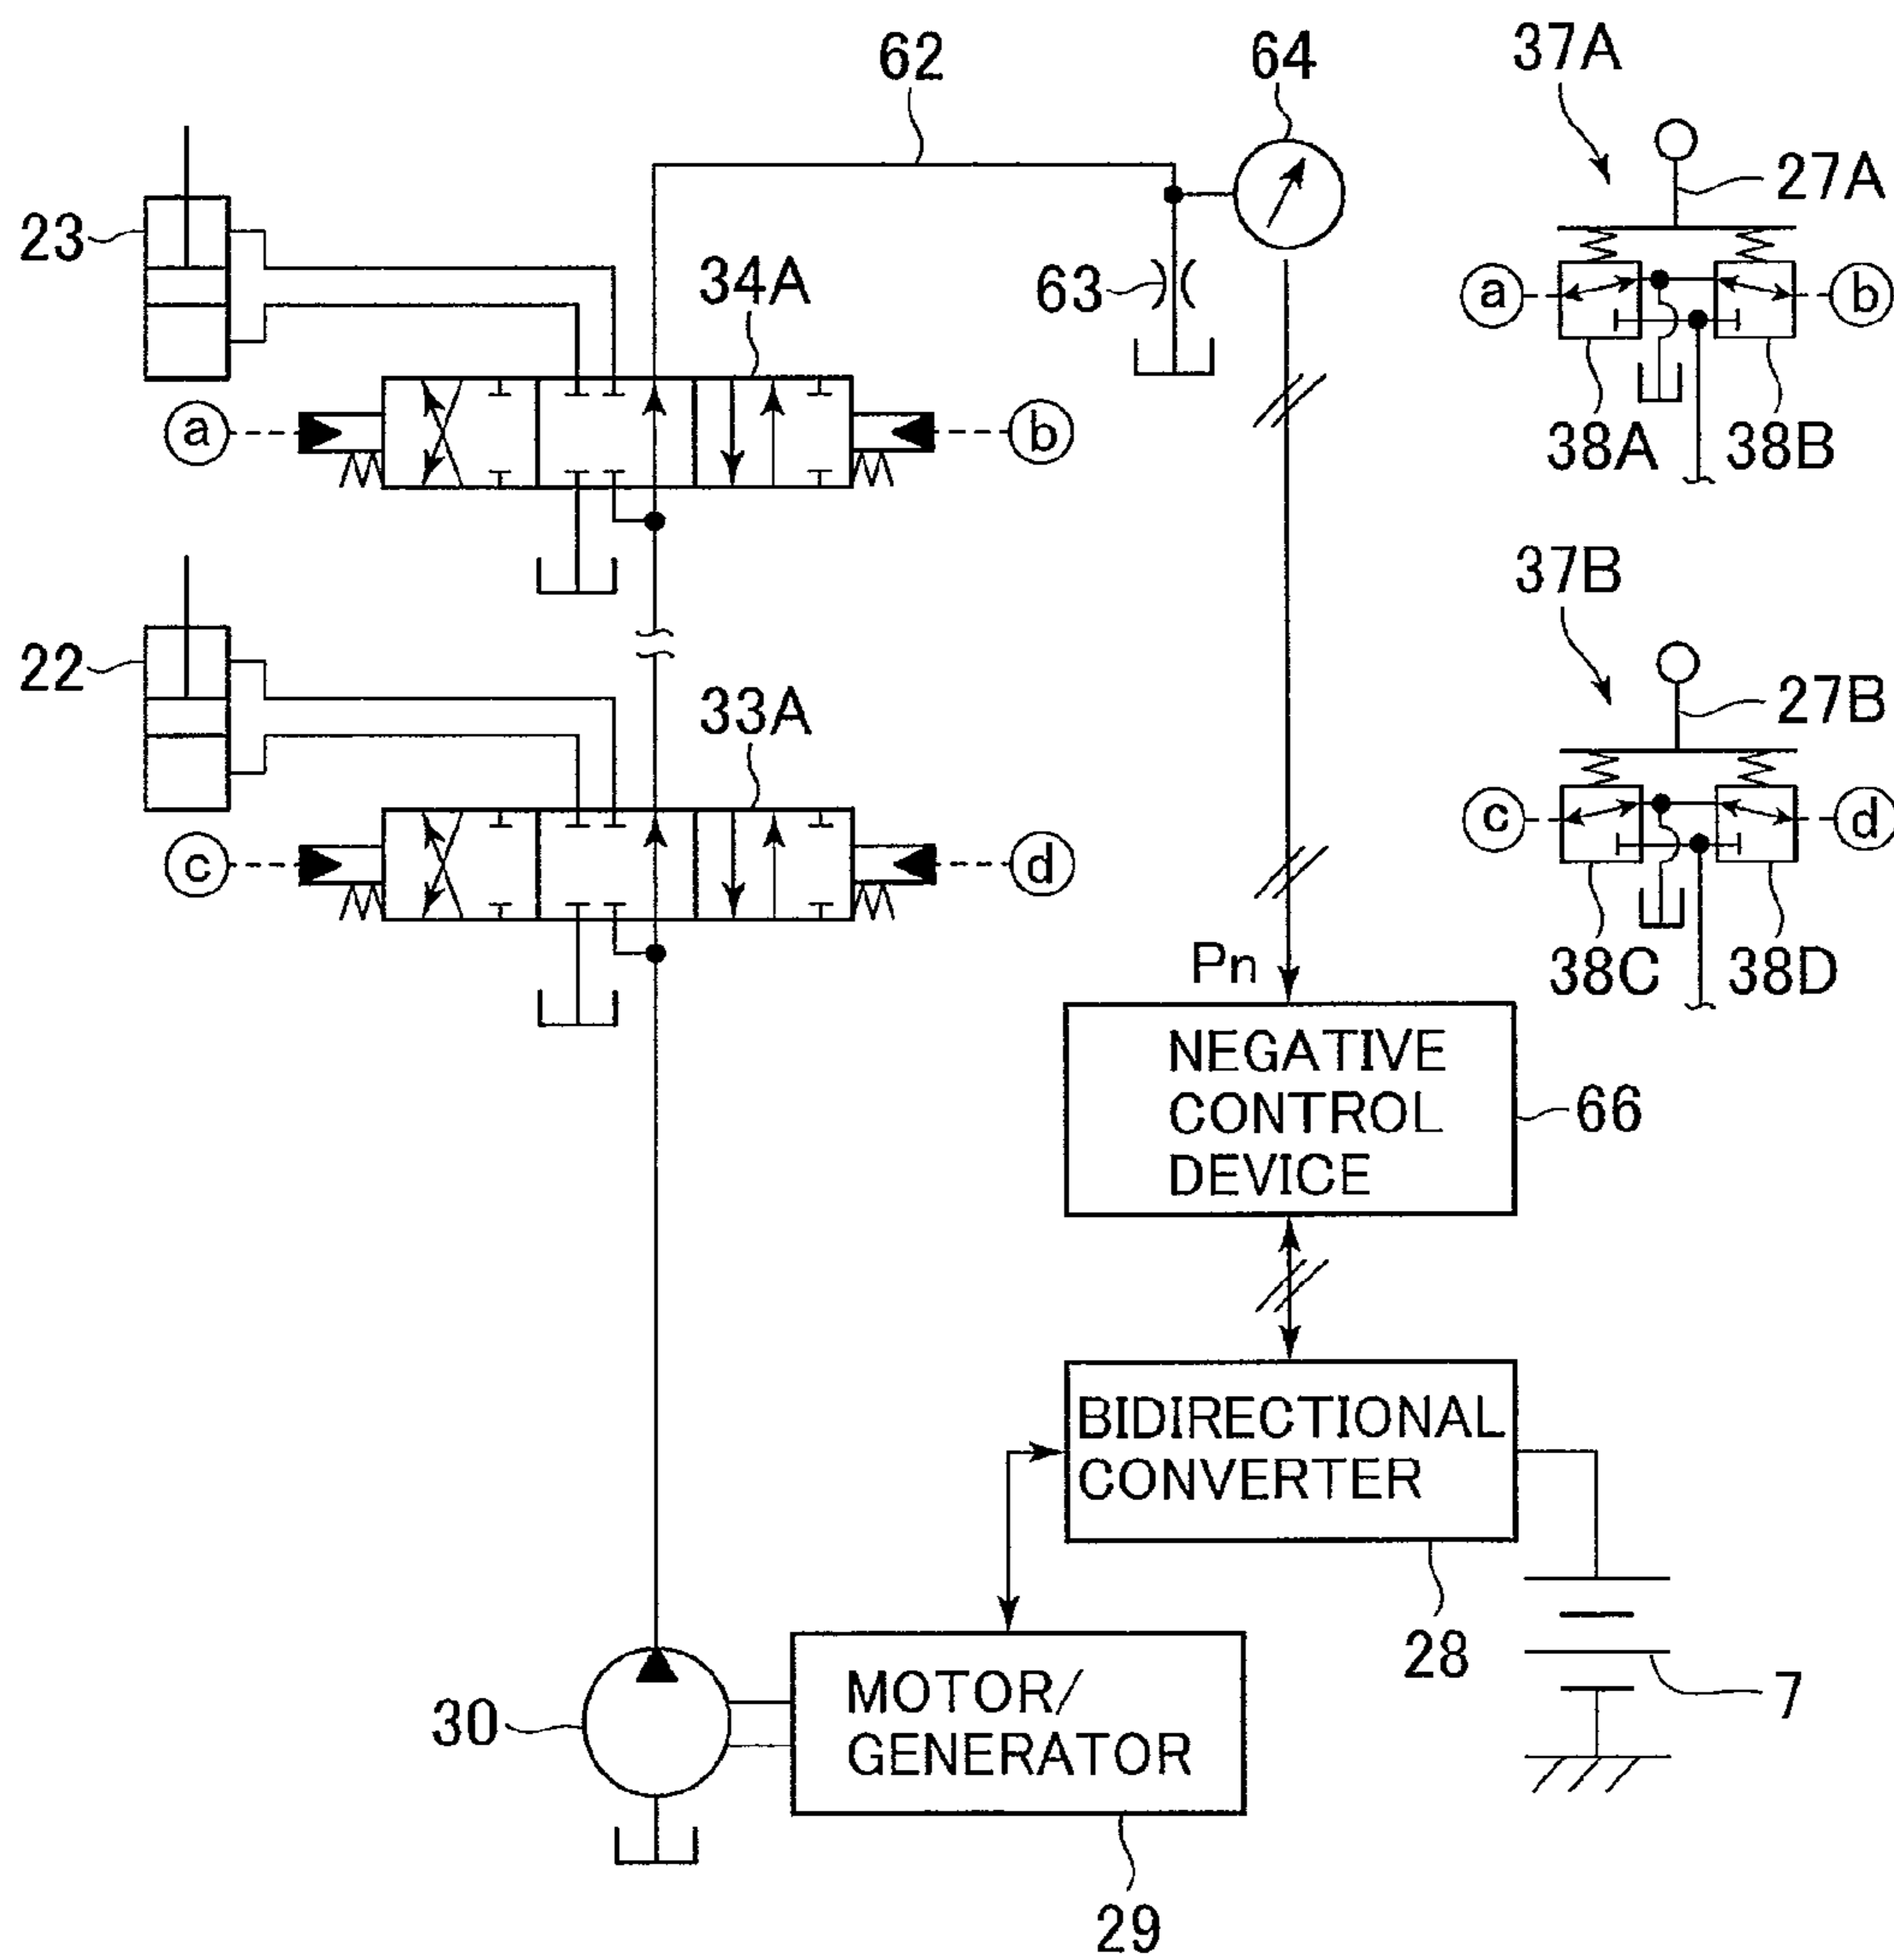 62
64
37A
27A
23
34A
63
a
b
a
b
38A
38B
37B
22
33A
27B
c
d
c
d
Pn
38C
38D
NEGATIVE
CONTROL
DEVICE
66
BIDIRECTIONAL
CONVERTER
28
7
30
MOTOR/
GENERATOR
29